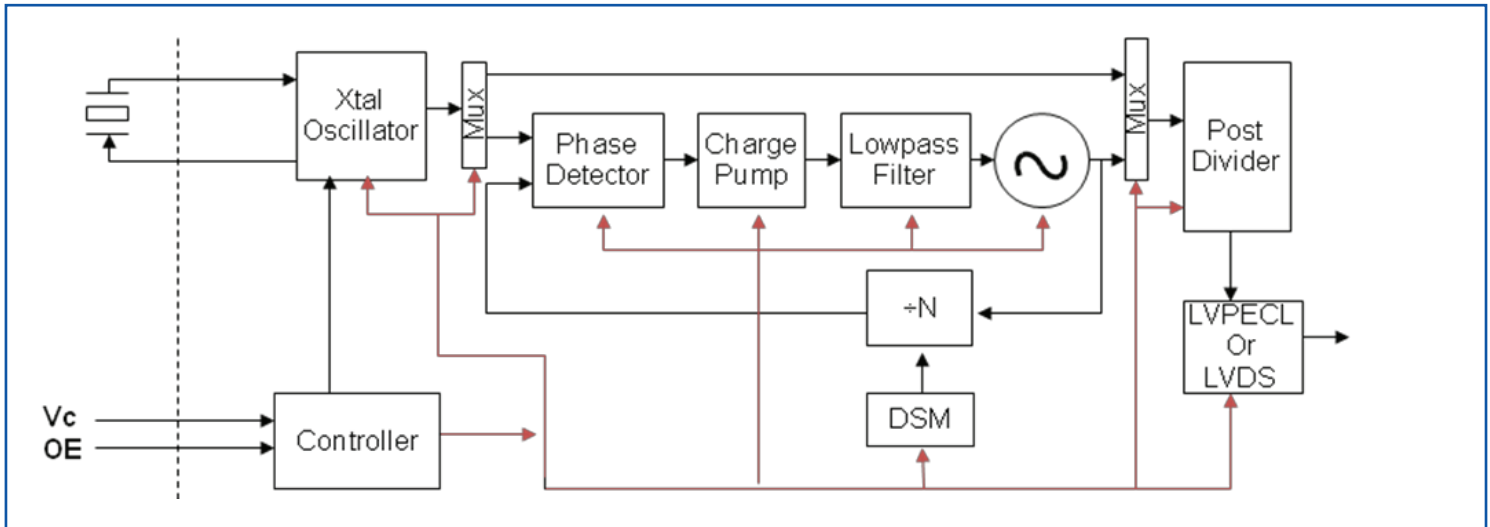 Xtal
Oscillator
Mux
Phase
Detector
Charge
Pump
Lowpass
Filter
Mux
Post
Divider
÷N
LVPECL
Or
LVDS
DSM
Vc
OE
Controller